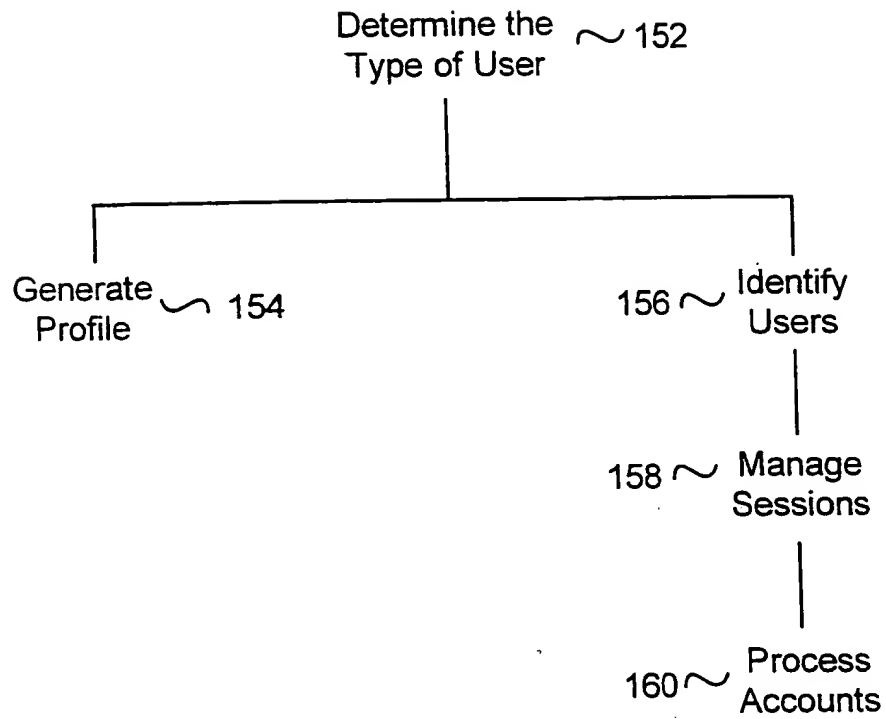 Determine the
Type of User
152
Generate
Profile
154
156
Identify
Users
158
Manage
Sessions
160
Process
Accounts